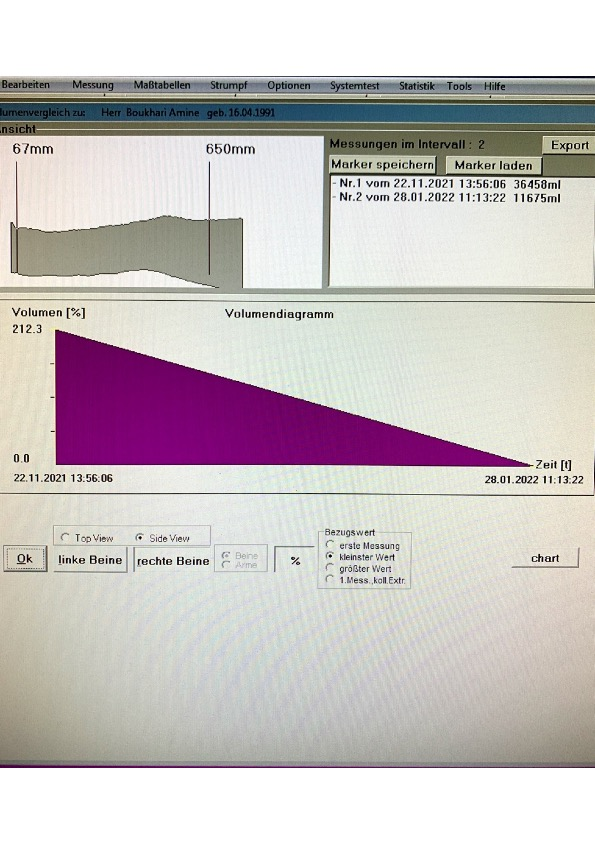 Bearbeiten Messung Maßtabellen Strumpf Optionen Systemtest Statistik Tools Hilfe
lumenvergleich zu: Herr Boukhari Amine geb. 16.04.1991
nsicht
67mm 650mm
Messungen im Intervall : 2 Export
Marker speichern Marker laden
- Nr.1 vom 22.11.2021 13:56:06 36458ml
- Nr.2 vom 28.01.2022 11:13:22 11675ml
Volumen [%] Volumendiagramm
212.3
0.0
Zeit [t]
22.11.2021 13:56:06 28.01.2022 11:13:22
Top View Side View
Ok linke Beine rechte Beine
Beine
Arme
%
Bezugswert
erste Messung
kleinster Wert
größter Wert
1.Mess.,koll.Extr.
chart